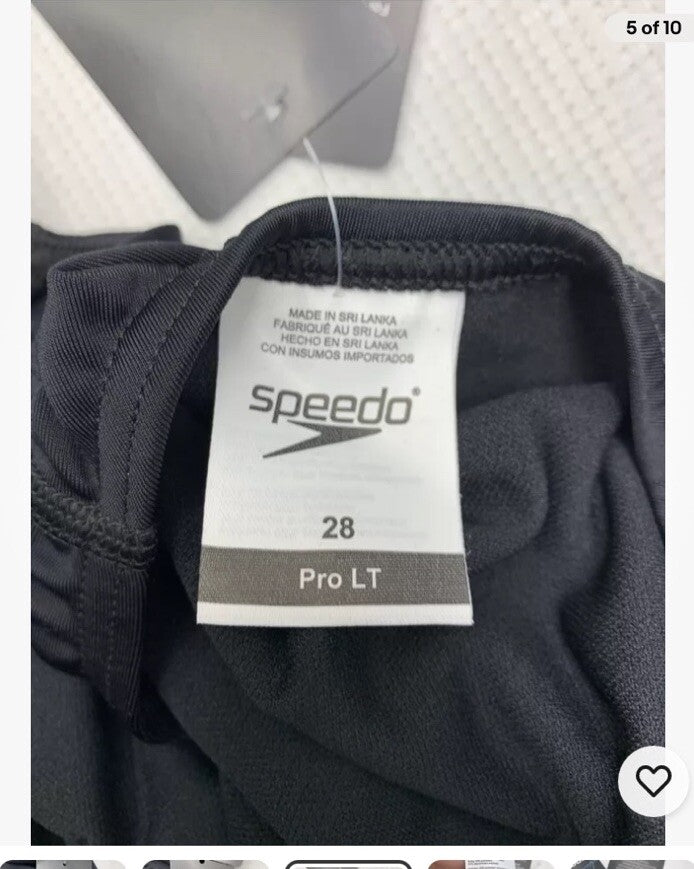 5 of 10
MADE IN SRI LANKA
FABRIQUÉ AU SRI LANKA
HECHO EN SRI LANKA
CON INSUMOS IMPORTADOS
speedo®
28
Pro LT